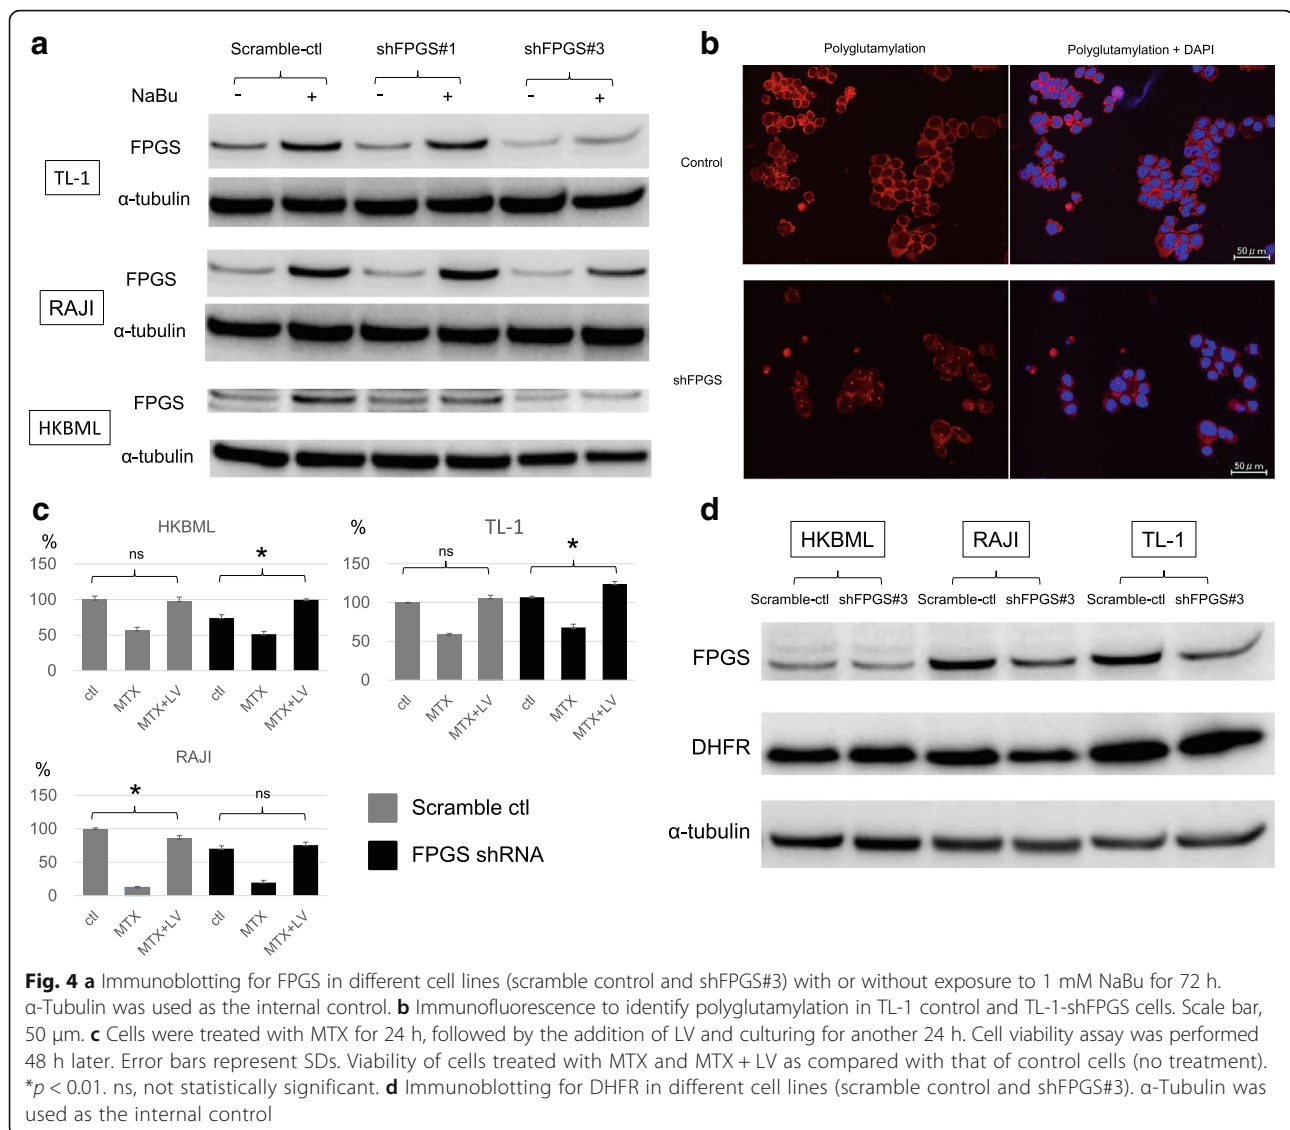 a
Scramble-ctl shFPGS#1 shFPGS#3
NaBu - + - + - +
TL-1
FPGS
α-tubulin
RAJI
FPGS
α-tubulin
HKBML
FPGS
α-tubulin
b
Polyglutamylation Polyglutamylation + DAPI
Control
50 μm
shFPGS
50 μm
c
HKBML
%
ns *
150
100
50
0
ctl MTX MTX+LV ctl MTX MTX+LV
TL-1
%
ns *
150
100
50
0
ctl MTX MTX+LV ctl MTX MTX+LV
RAJI
%
* ns
150
100
50
0
ctl MTX MTX+LV ctl MTX MTX+LV
Scramble ctl
FPGS shRNA
d
HKBML RAJI TL-1
Scramble-ctl shFPGS#3 Scramble-ctl shFPGS#3 Scramble-ctl shFPGS#3
FPGS
DHFR
α-tubulin
Fig. 4 a Immunoblotting for FPGS in different cell lines (scramble control and shFPGS#3) with or without exposure to 1 mM NaBu for 72 h.
α-Tubulin was used as the internal control. b Immunofluorescence to identify polyglutamylation in TL-1 control and TL-1-shFPGS cells. Scale bar,
50 μm. c Cells were treated with MTX for 24 h, followed by the addition of LV and culturing for another 24 h. Cell viability assay was performed
48 h later. Error bars represent SDs. Viability of cells treated with MTX and MTX + LV as compared with that of control cells (no treatment).
*p < 0.01. ns, not statistically significant. d Immunoblotting for DHFR in different cell lines (scramble control and shFPGS#3). α-Tubulin was
used as the internal control